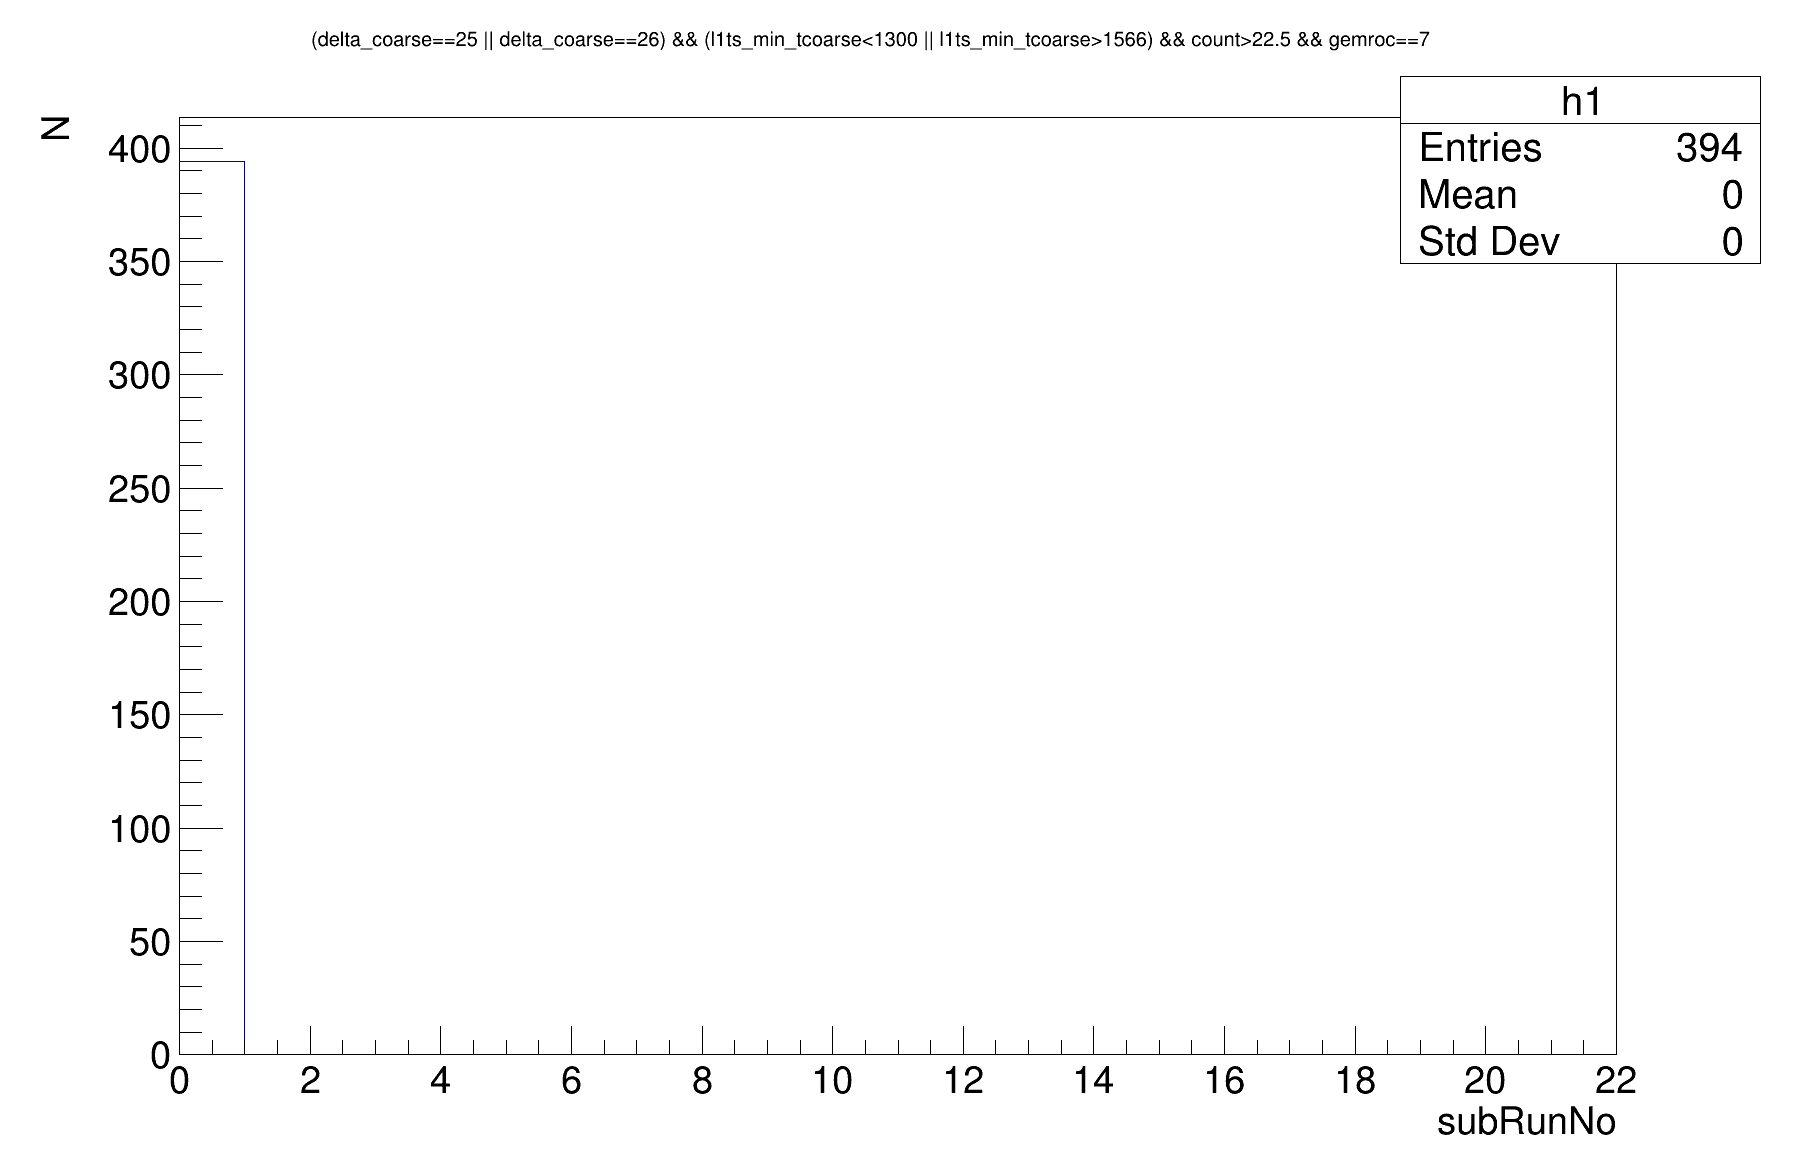 (delta_coarse==25 || delta_coarse==26) && (l1ts_min_tcoarse<1300 || l1ts_min_tcoarse>1566) && count>22.5 && gemroc==7
h1
Entries 394
Mean 0
Std Dev 0
N
400
350
300
250
200
150
100
50
0
0 2 4 6 8 10 12 14 16 18 20 22
subRunNo